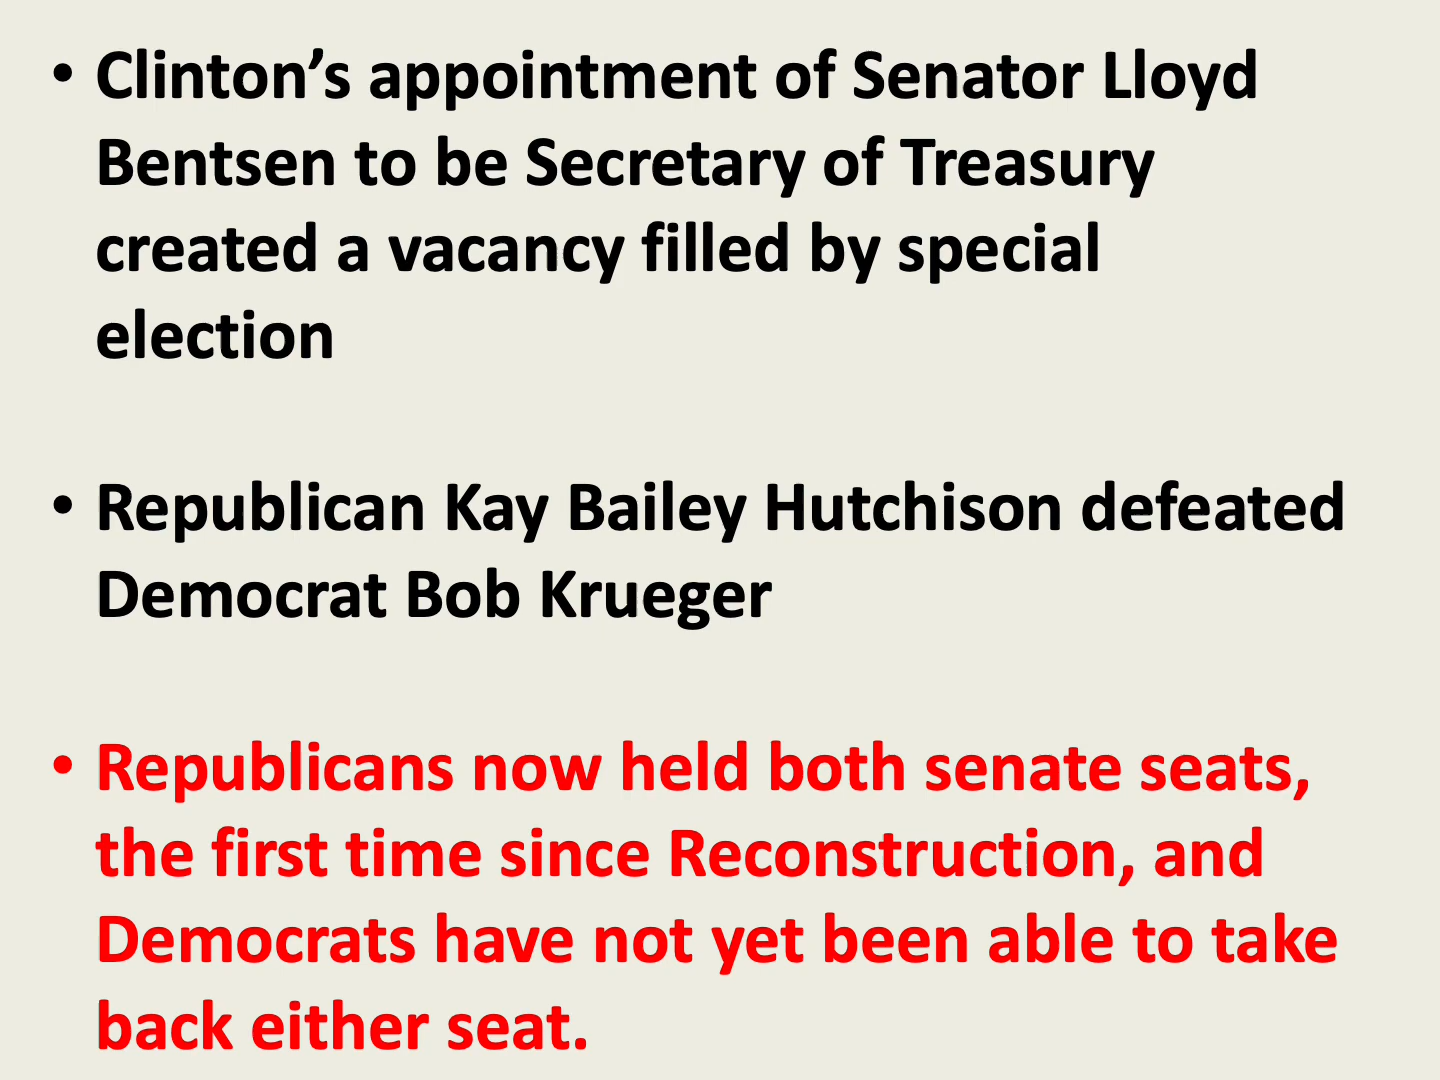 • Clinton’s appointment of Senator Lloyd
Bentsen to be Secretary of Treasury
created a vacancy filled by special
election
• Republican Kay Bailey Hutchison defeated
Democrat Bob Krueger
• Republicans now held both senate seats,
the first time since Reconstruction, and
Democrats have not yet been able to take
back either seat.